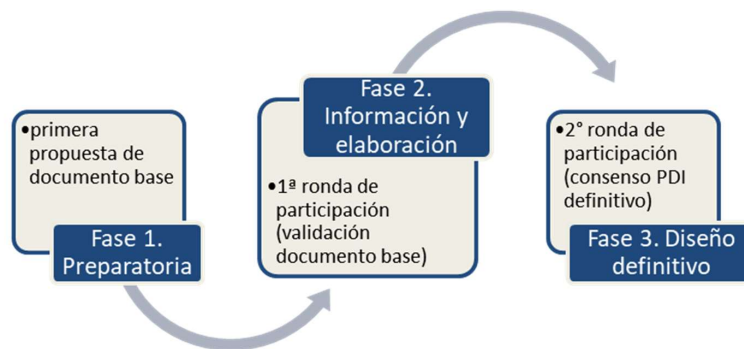 •primera
propuesta de
documento base
Fase 1.
Preparatoria
Fase 2.
Información y
elaboración
•1ª ronda de
participación
(validación
documento base)
•2° ronda de
participación
(consenso PDI
definitivo)
Fase 3. Diseño
definitivo